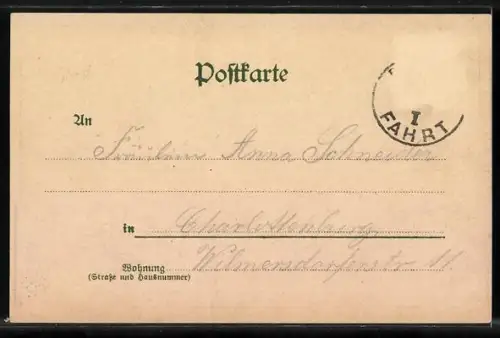 Postkarte
I
FAHRT
An
Fräulein Anna Schneider
in
Charlottenburg
Wohnung
Wilmersdorferstr 11.
(Straße und Hausnummer)